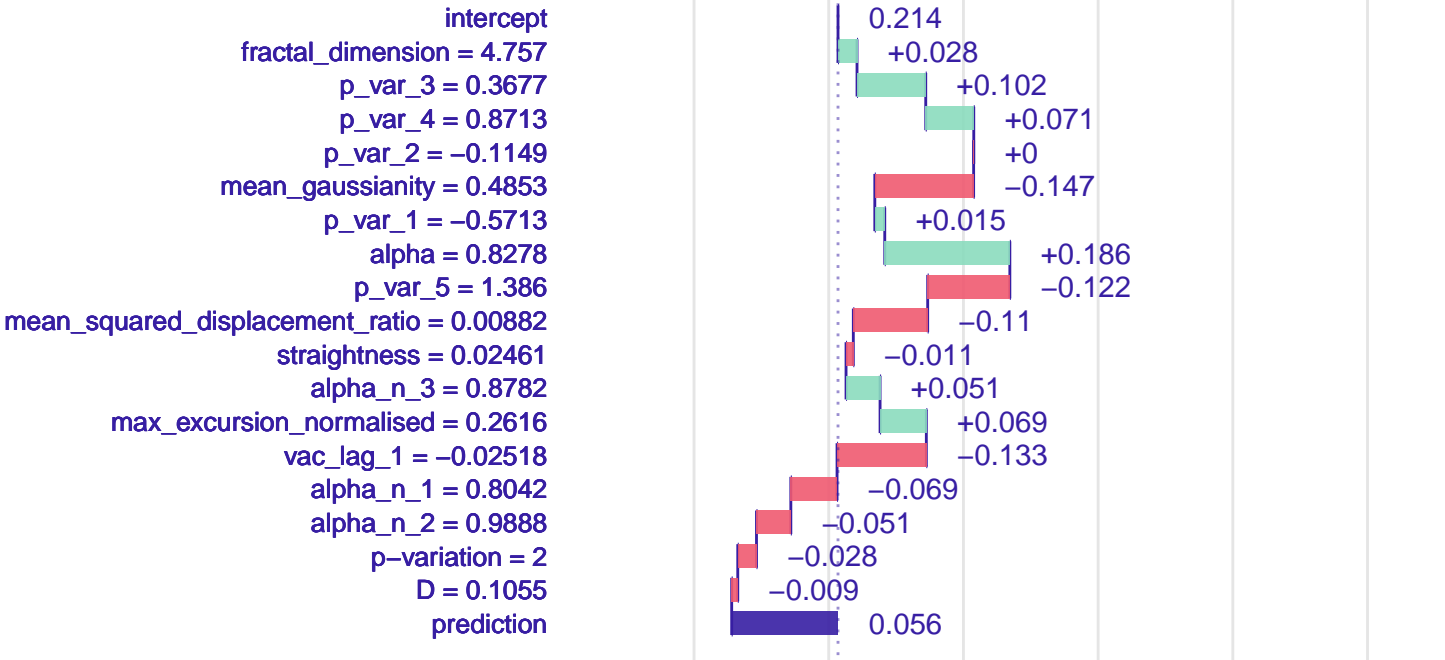 intercept 0.214
fractal_dimension = 4.757 +0.028
p_var_3 = 0.3677 +0.102
p_var_4 = 0.8713 +0.071
p_var_2 = −0.1149 +0
mean_gaussianity = 0.4853 −0.147
p_var_1 = −0.5713 +0.015
alpha = 0.8278 +0.186
p_var_5 = 1.386 −0.122
mean_squared_displacement_ratio = 0.00882 −0.11
straightness = 0.02461 −0.011
alpha_n_3 = 0.8782 +0.051
max_excursion_normalised = 0.2616 +0.069
vac_lag_1 = −0.02518 −0.133
alpha_n_1 = 0.8042 −0.069
alpha_n_2 = 0.9888 −0.051
p−variation = 2 −0.028
D = 0.1055 −0.009
prediction 0.056